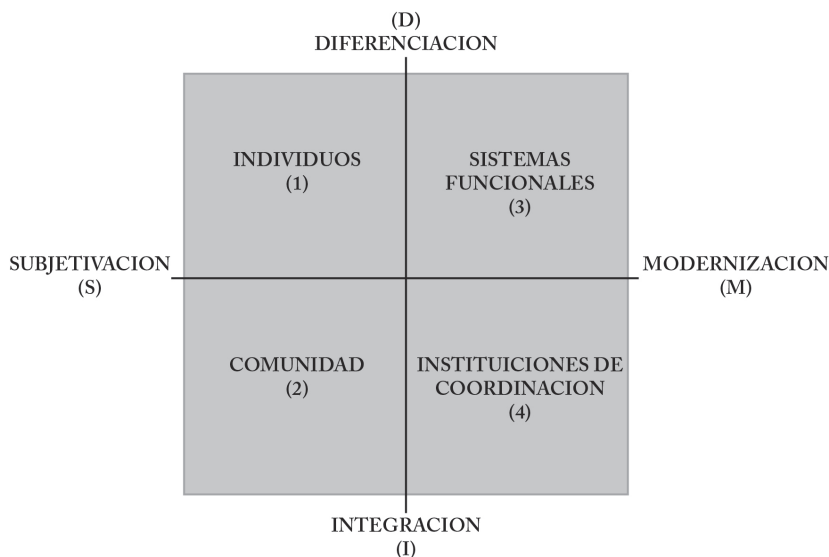 (D)
DIFERENCIACION
INDIVIDUOS
(1)
SISTEMAS
FUNCIONALES
(3)
SUBJETIVACION
(S)
MODERNIZACION
(M)
COMUNIDAD
(2)
INSTITUICIONES DE
COORDINACION
(4)
INTEGRACION
(I)